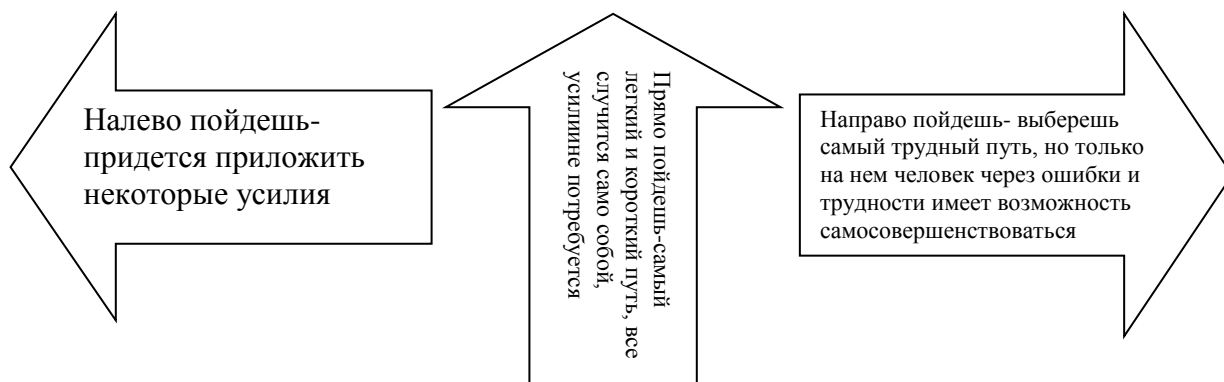 Налево пойдешь-
придется приложить
некоторые усилия
Прямо пойдешь-самый
легкий и короткий путь, все
случится само собой,
усилиине потребуется
Направо пойдешь- выберешь
самый трудный путь, но только
на нем человек через ошибки и
трудности имеет возможность
самосовершенствоваться